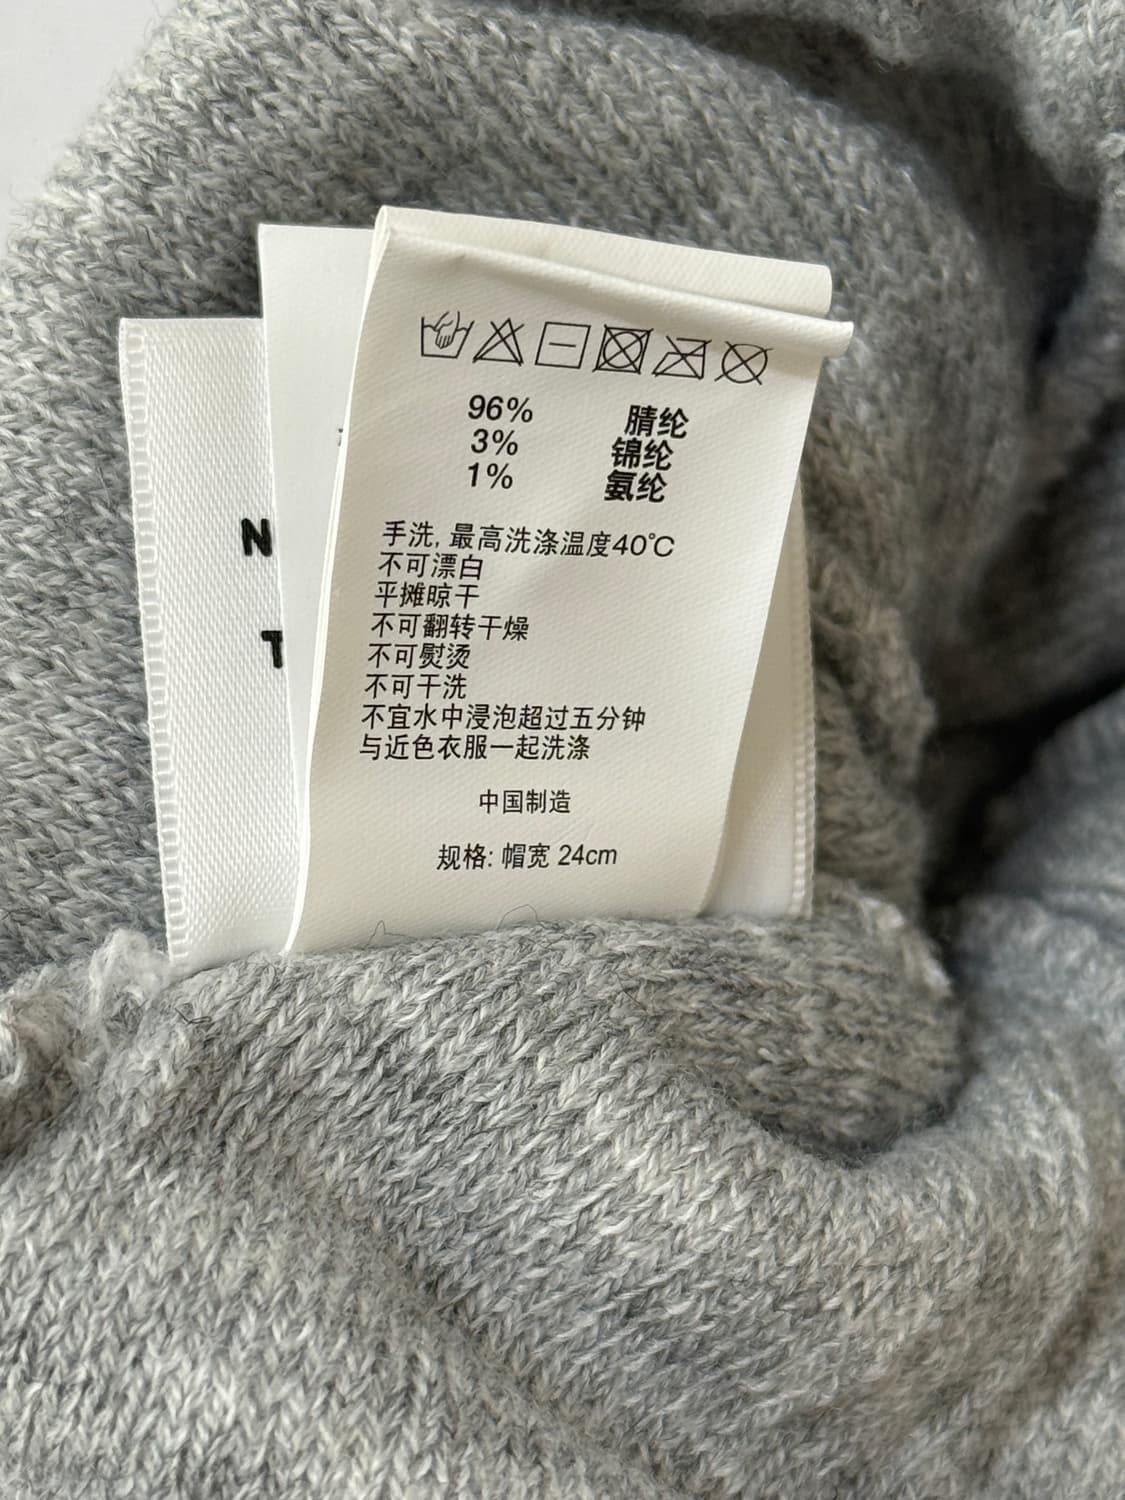 96% 腈纶
3% 锦纶
1% 氨纶
手洗, 最高洗涤温度40℃
不可漂白
平摊晾干
不可翻转干燥
不可熨烫
不可干洗
不宜水中浸泡超过五分钟
与近色衣服一起洗涤
中国制造
规格: 帽宽 24cm
N
T